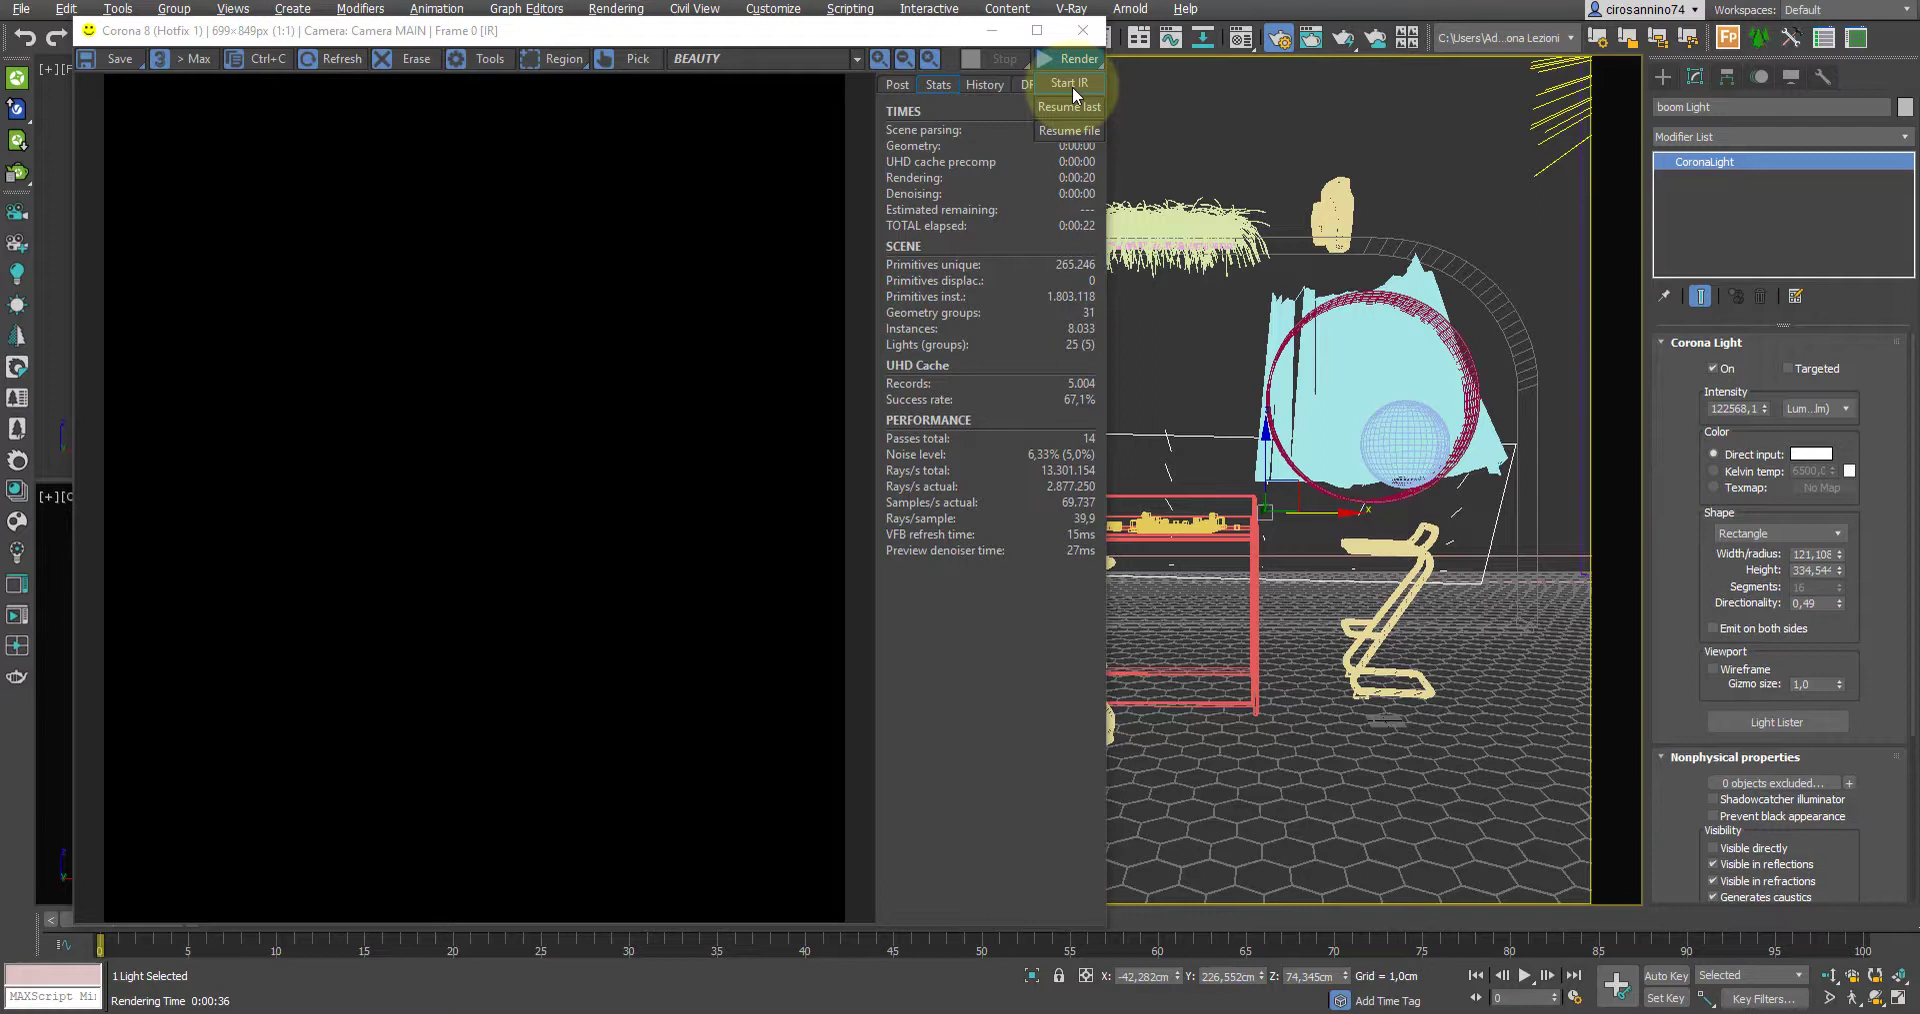 File Edit Tools Group Views Create Modifiers Animation Graph Editors Rendering Civil View Customize Scripting Interactive Content V-Ray Arnold Help
cirosannino74 Workspaces: Default
Corona 8 (Hotfix 1) | 699×849px (1:1) | Camera: Camera MAIN | Frame 0 [IR]
C:\Users\Ad...ona Lezioni
Save 3 > Max Ctrl+C Refresh Erase Tools Region Pick BEAUTY Stop Render
Post Stats History
Start IR
Resume last
Resume file
TIMES
Scene parsing:
Geometry: 0:00:00
UHD cache precomp 0:00:00
Rendering: 0:00:20
Denoising: 0:00:00
Estimated remaining: ---
TOTAL elapsed: 0:00:22
SCENE
Primitives unique: 265.246
Primitives displac.: 0
Primitives inst.: 1.803.118
Geometry groups: 31
Instances: 8.033
Lights (groups): 25 (5)
UHD Cache
Records: 5.004
Success rate: 67,1%
PERFORMANCE
Passes total: 14
Noise level: 6,33% (5,0%)
Rays/s total: 13.301.154
Rays/s actual: 2.877.250
Samples/s actual: 69.737
Rays/sample: 39,9
VFB refresh time: 15ms
Preview denoiser time: 27ms
x
boom Light
Modifier List
CoronaLight
Corona Light
On Targeted
Intensity
122568,1 Lum...lm)
Color
Direct input:
Kelvin temp: 6500,0
Texmap: No Map
Shape
Rectangle
Width/radius: 121,108
Height: 334,544
Segments: 16
Directionality: 0,49
Emit on both sides
Viewport
Wireframe
Gizmo size: 1,0
Light Lister
Nonphysical properties
0 objects excluded... +
Shadowcatcher illuminator
Prevent black appearance
Visibility
Visible directly
Visible in reflections
Visible in refractions
Generates caustics
0 5 10 15 20 25 30 35 40 45 50 55 60 65 70 75 80 85 90 95 100
1 Light Selected
X: -42,282cm Y: 226,552cm Z: 74,345cm Grid = 1,0cm
Auto Key Selected
MAXScript Mi
Rendering Time 0:00:36
Add Time Tag
0
Set Key Key Filters...